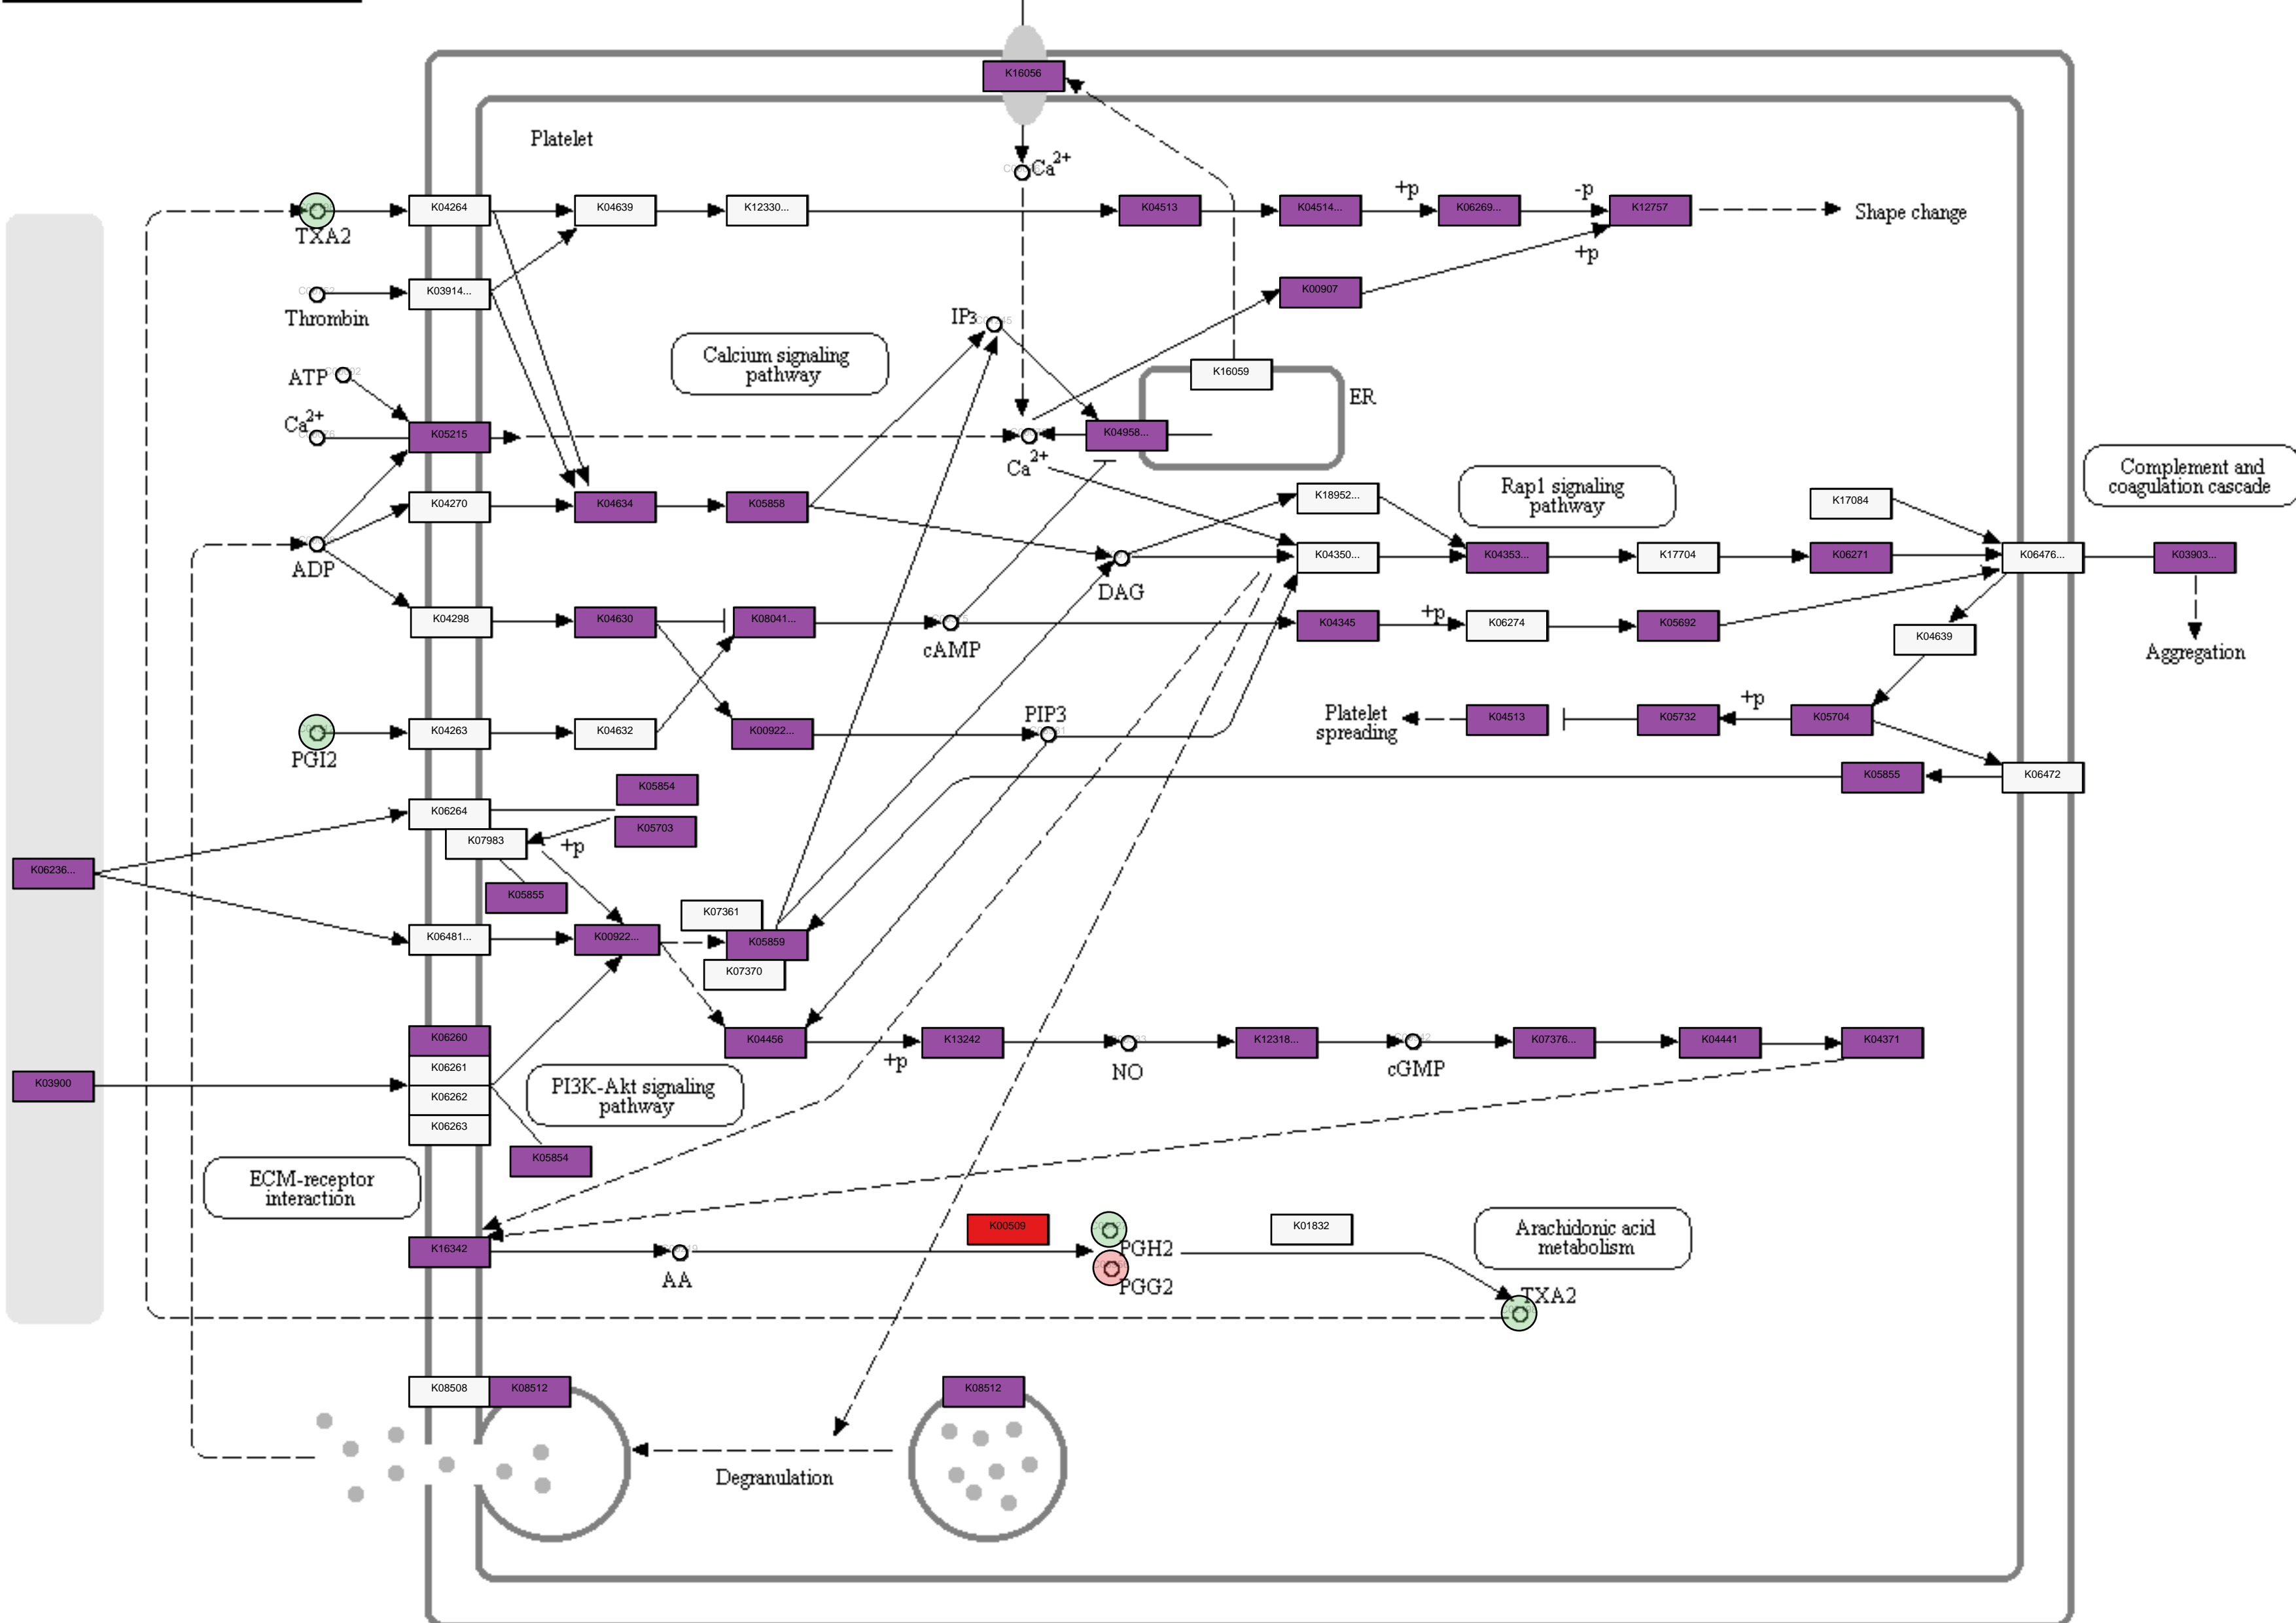 K16056
Platelet
Ca2+
K04264
K04639
K12330...
K04513
K04514...
+p
K06269...
-p
K12757
Shape change
TXA2
+p
K03914...
Thrombin
K00907
IP3
Calcium signaling
pathway
ATP
K16059
ER
Ca2+
K05215
K04958...
Ca2+
K04270
K04634
K05858
K18952...
Rap1 signaling
pathway
K17084
Complement and
coagulation cascade
ADP
DAG
K04350...
K04353...
K17704
K06271
K06476...
K03903...
K04298
K04630
K08041...
cAMP
K04345
+p
K06274
K05692
K04639
Aggregation
PGI2
K04263
K04632
K00922...
PIP3
Platelet
spreading
K04513
K05732
+p
K05704
K05855
K06472
K05854
K06264
K05703
K07983
+p
K06236...
K05855
K07361
K06481...
K00922...
K05859
K07370
K06260
K04456
+p
K13242
NO
K12318...
cGMP
K07376...
K04441
K04371
K03900
K06261
K06262
K06263
PI3K-Akt signaling
pathway
K05854
ECM-receptor
interaction
K16342
AA
K00509
PGH2
PGG2
K01832
Arachidonic acid
metabolism
TXA2
K08508
K08512
K08512
Degranulation